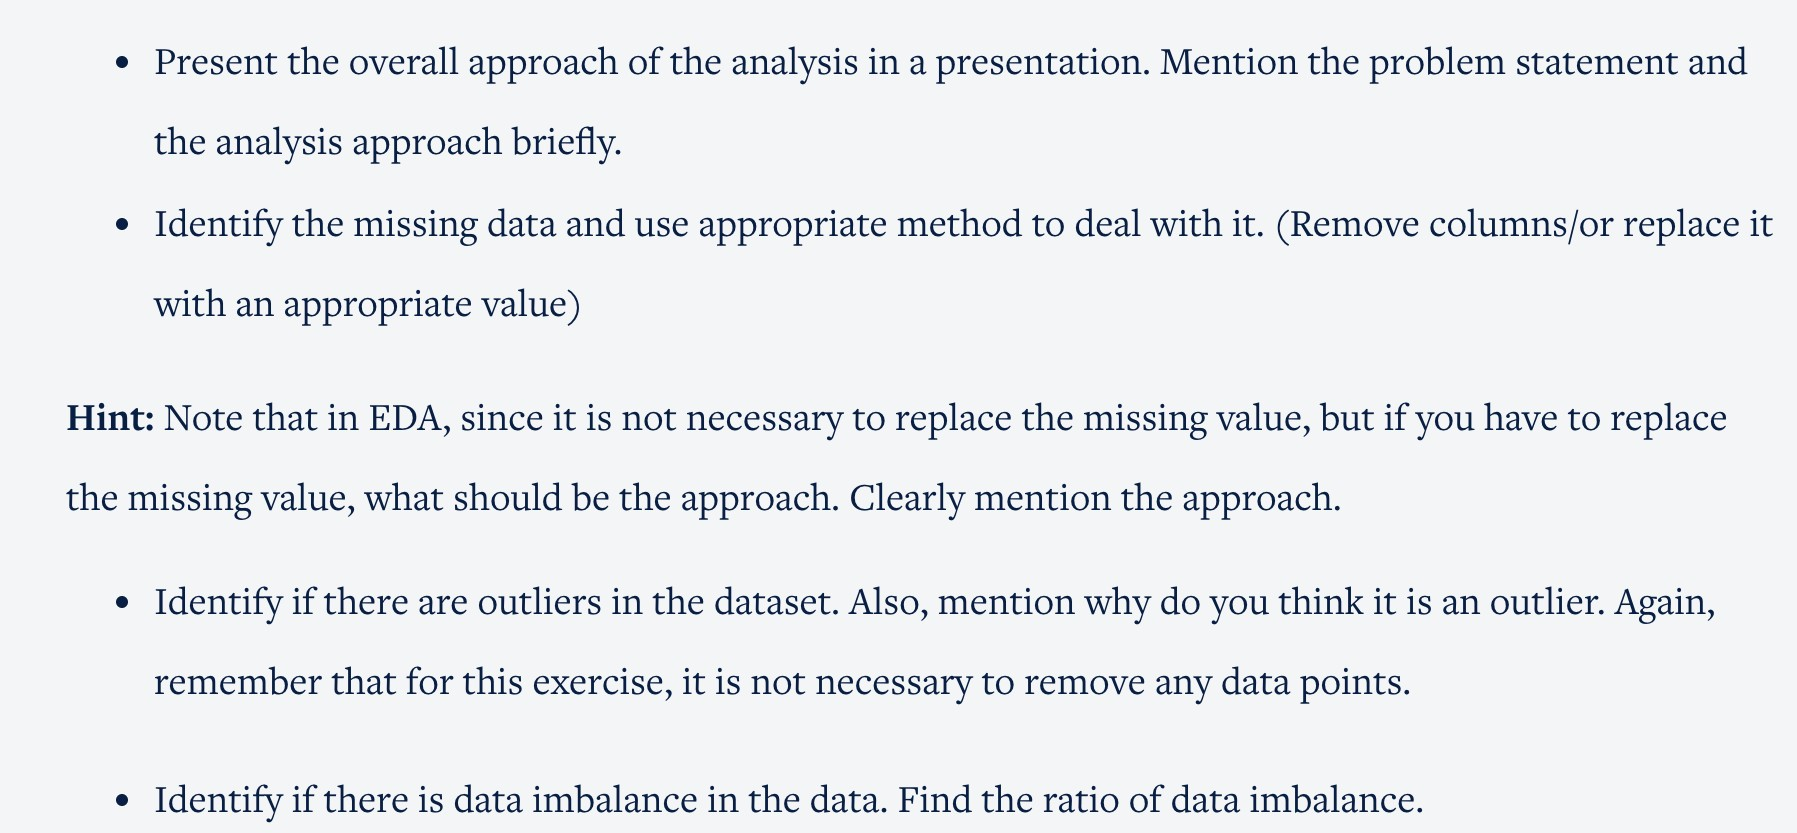 • Present the overall approach of the analysis in a presentation. Mention the problem statement and
the analysis approach briefly.
• Identify the missing data and use appropriate method to deal with it. (Remove columns/or replace it
with an appropriate value)
Hint: Note that in EDA, since it is not necessary to replace the missing value, but if you have to replace
the missing value, what should be the approach. Clearly mention the approach.
• Identify if there are outliers in the dataset. Also, mention why do you think it is an outlier. Again,
remember that for this exercise, it is not necessary to remove any data points.
• Identify if there is data imbalance in the data. Find the ratio of data imbalance.